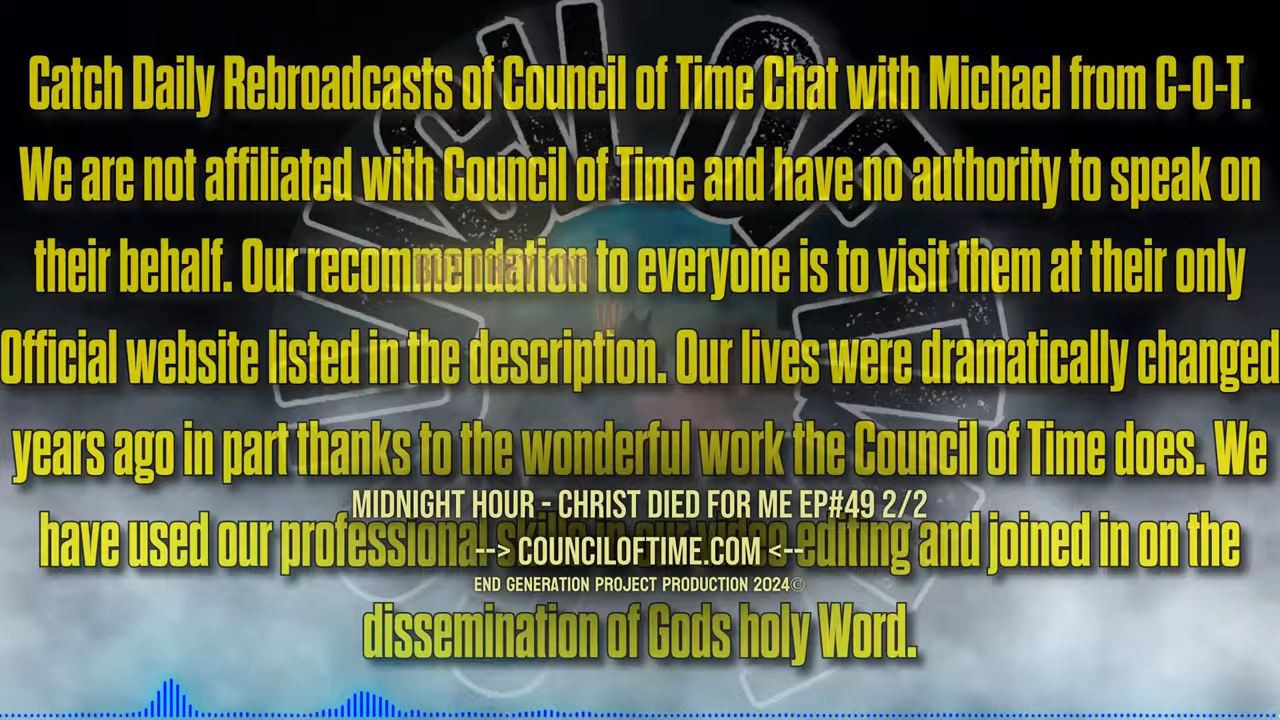 Catch Daily Rebroadcasts of Council of Time Chat with Michael from C-O-T.
We are not affiliated with Council of Time and have no authority to speak on
their behalf. Our recommendation to everyone is to visit them at their only
Official website listed in the description. Our lives were dramatically changed
years ago in part thanks to the wonderful work the Council of Time does. We
MIDNIGHT HOUR - CHRIST DIED FOR ME EP#49 2/2
have used our professional skills in our video editing and joined in on the
--> COUNCILOFTIME.COM <--
END GENERATION PROJECT PRODUCTION 2024©
dissemination of Gods holy Word.